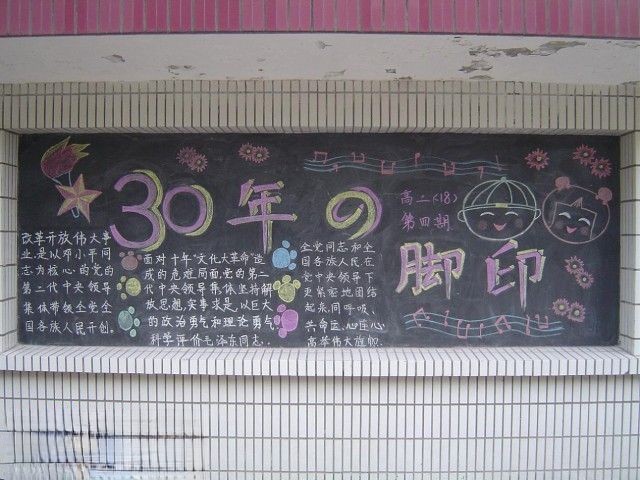 30年の
脚印
高二(18)
第四期
改革开放伟大事
业是以邓小平同
志为核心的党的
第二代中央领导
集体带领全党全
国各族人民开创.
面对十年"文化大革命"造
成的危难局面,党的第二
代中央领导集体坚持解
放思想,实事求是,以巨大
的政治勇气和理论勇气
科学评价毛泽东同志..
全党同志和全
国各族人民在
党中央领导下
更紧密地团结
起来,同呼吸、
共命运、心连心
高举伟大旗帜.